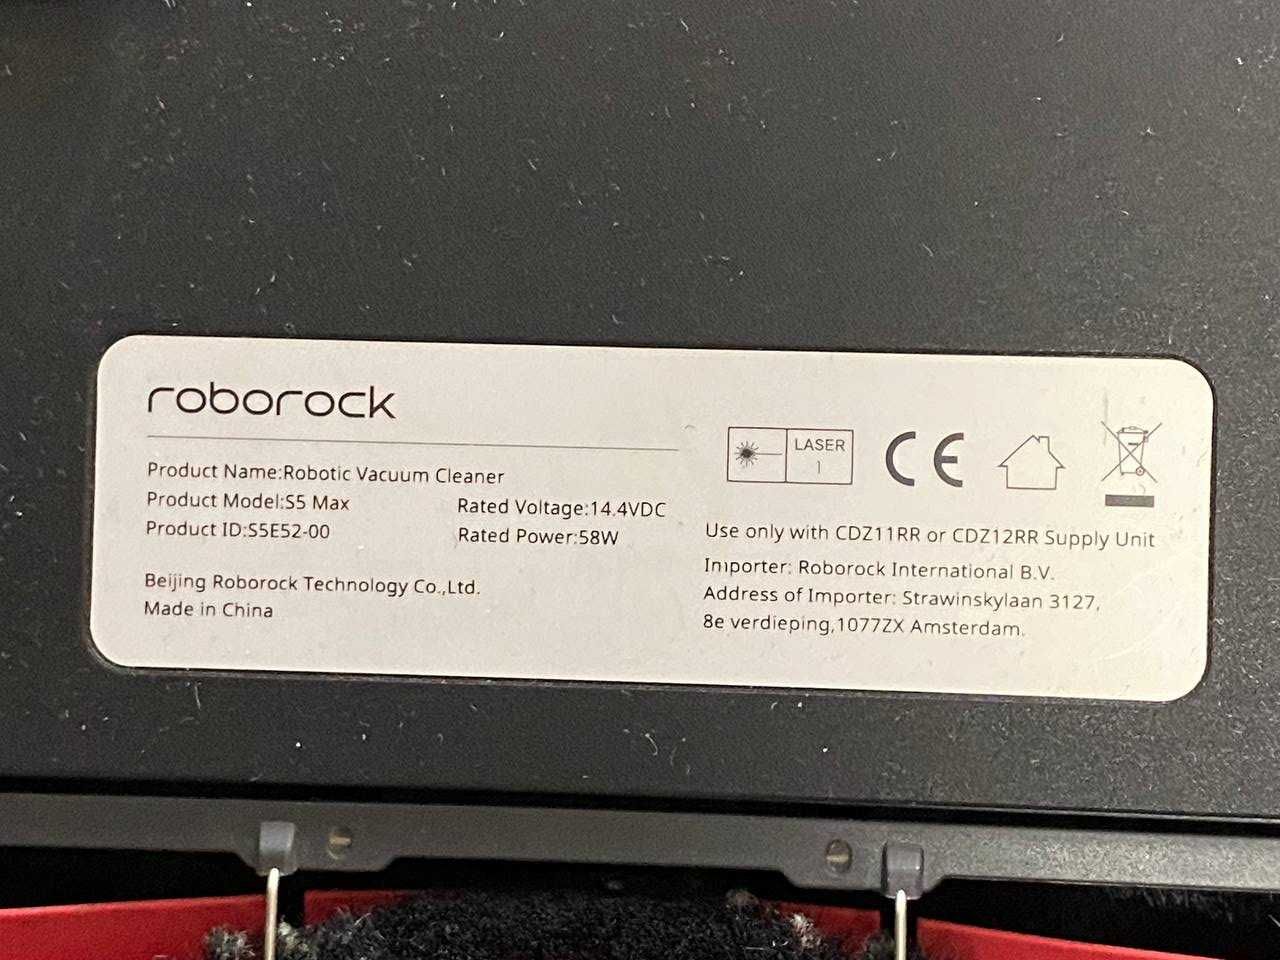 roborock
Product Name:Robotic Vacuum Cleaner
Product Model:S5 Max
Rated Voltage:14.4VDC
Product ID:S5E52-00
Rated Power:58W
Beijing Roborock Technology Co.,Ltd.
Made in China
LASER
1
CE
Use only with CDZ11RR or CDZ12RR Supply Unit
Importer: Roborock International B.V.
Address of Importer: Strawinskylaan 3127,
8e verdieping,1077ZX Amsterdam.